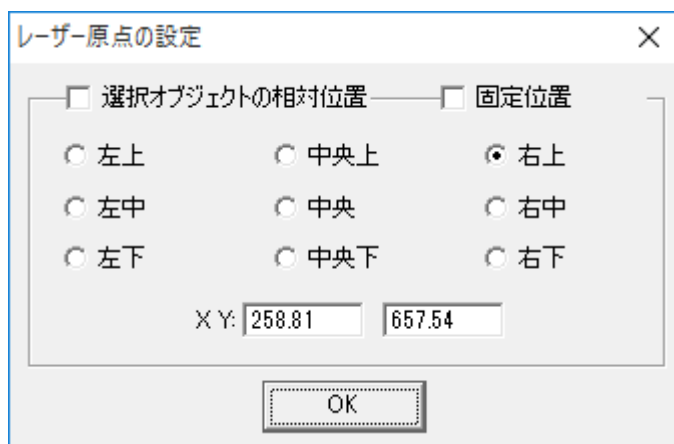 レーザー原点の設定
選択オブジェクトの相対位置 固定位置
左上 中央上 右上
左中 中央 右中
左下 中央下 右下
X Y: 258.81 657.54
OK